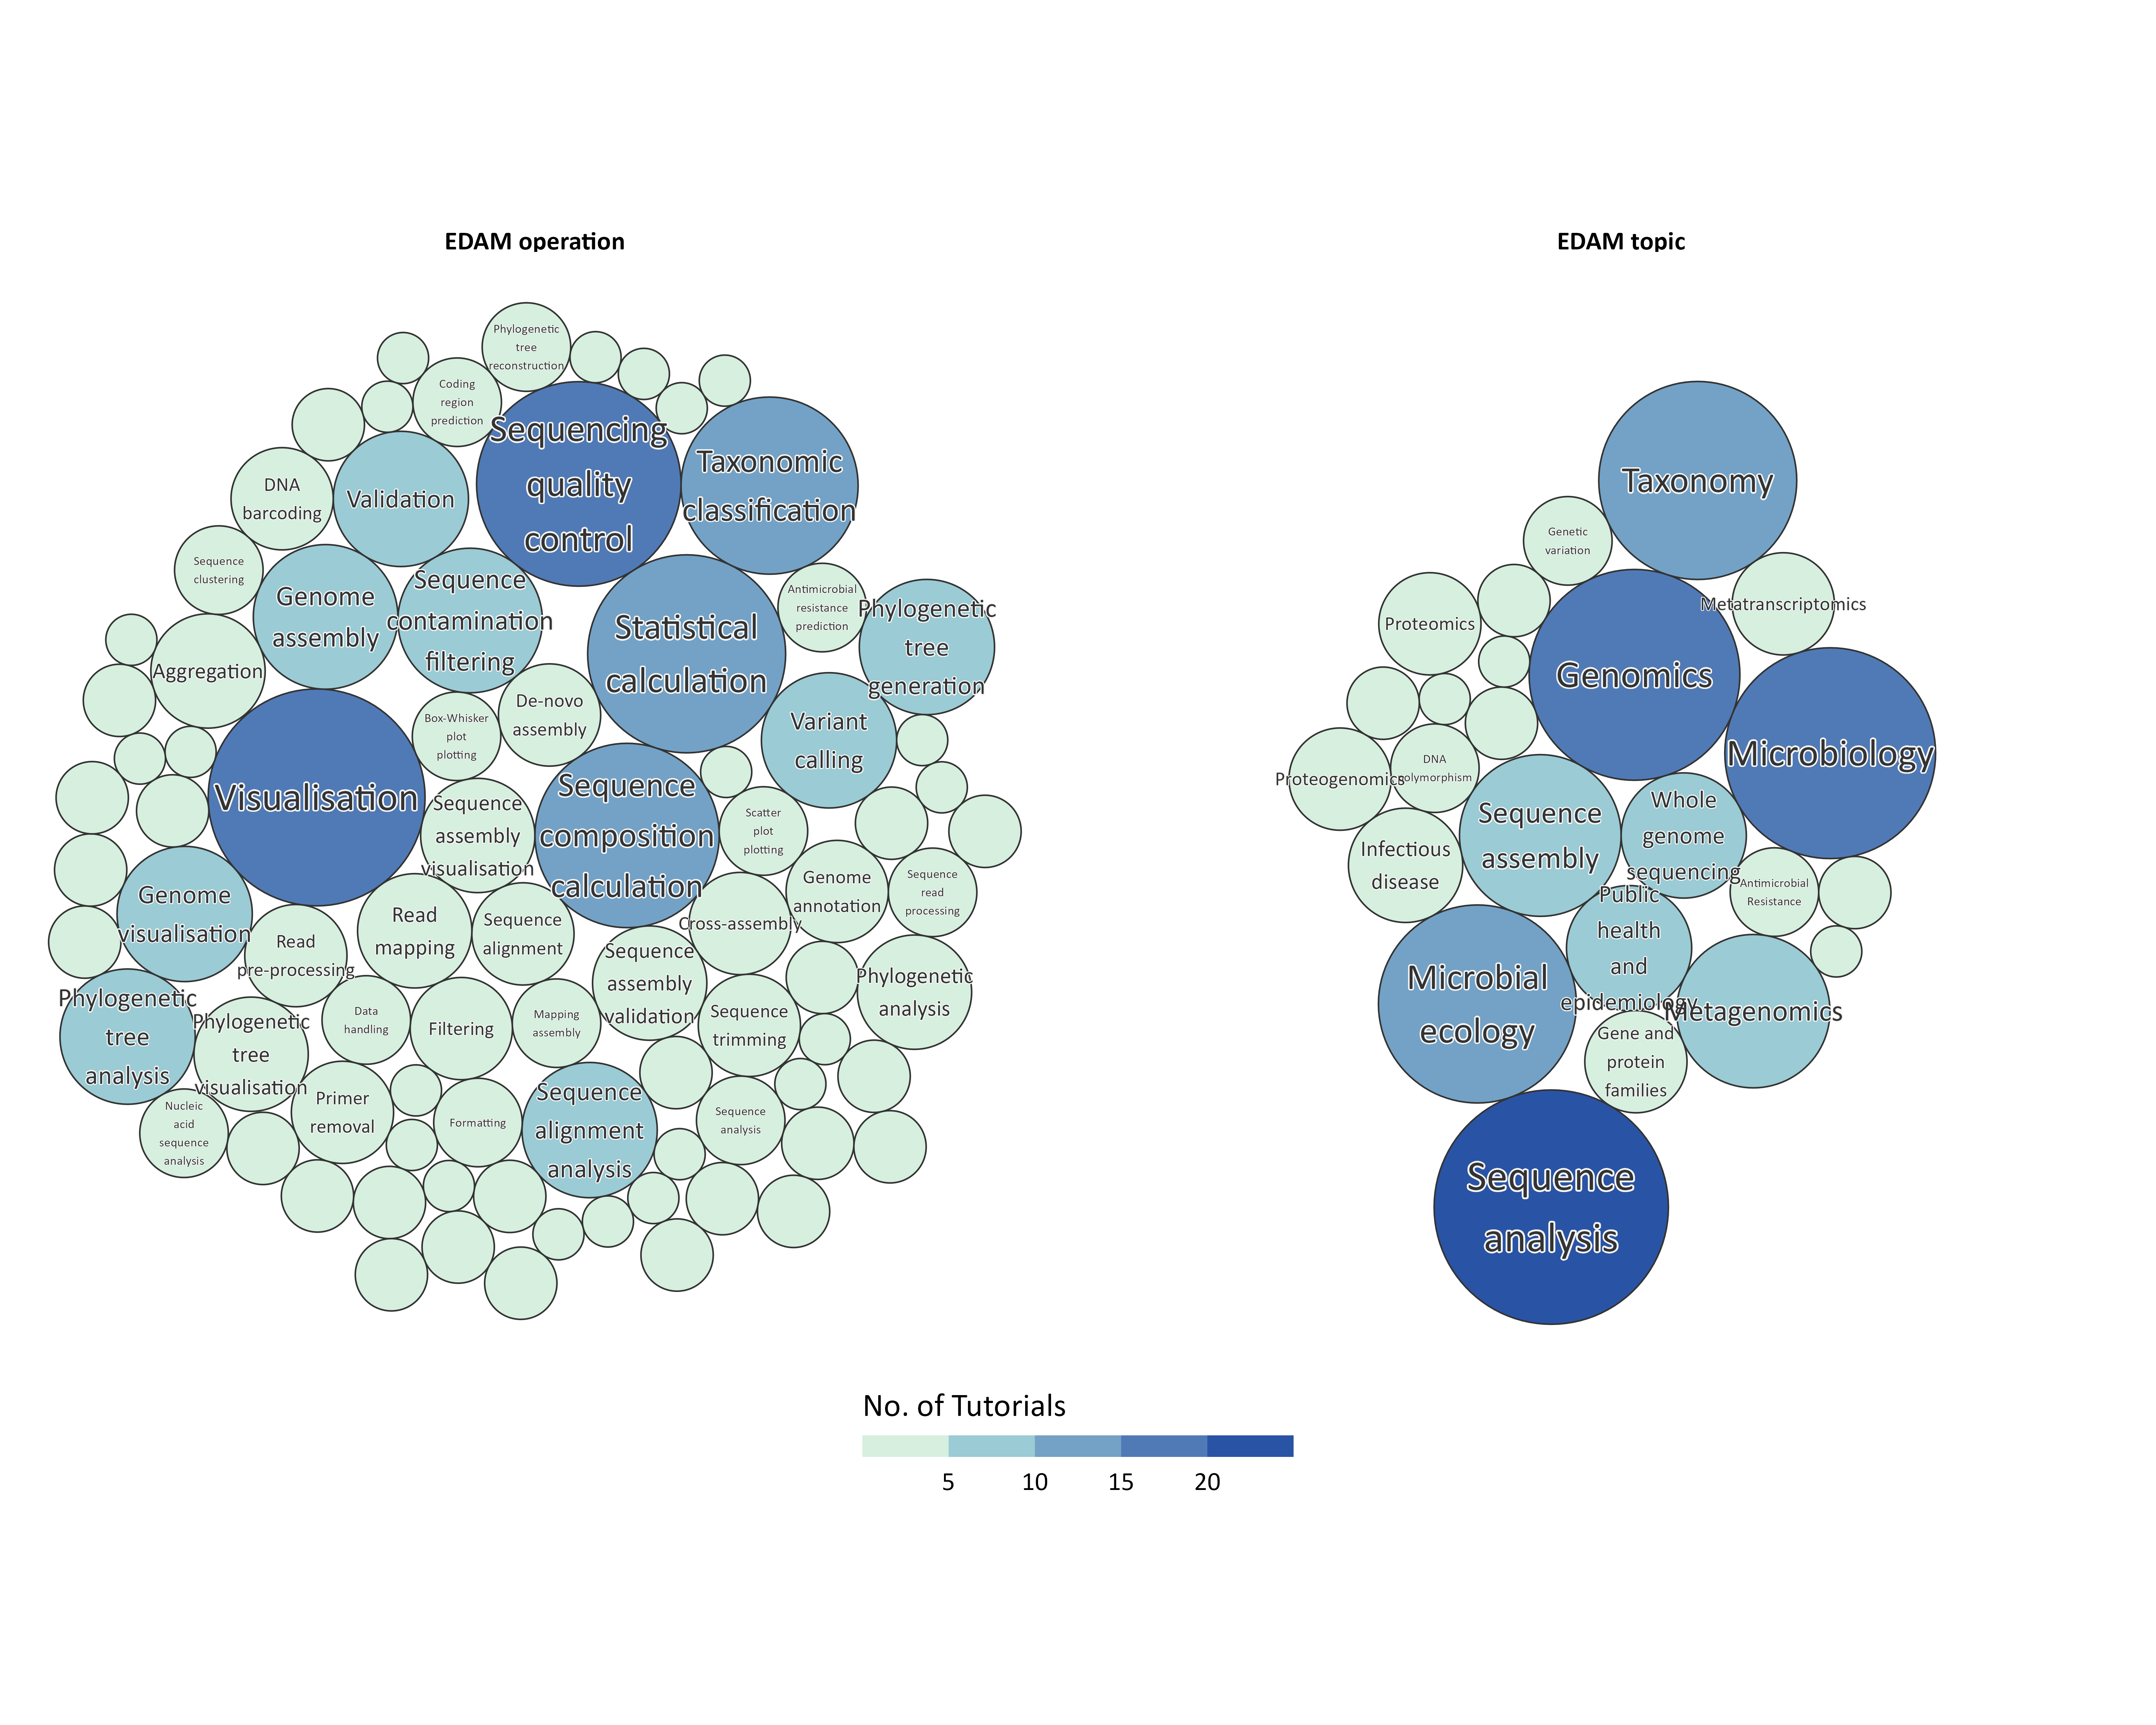 EDAM operation
Phylogenetic
tree
reconstruction
Coding
region
prediction
Sequencing
quality
control
Taxonomic
classification
DNA
barcoding
Validation
Sequence
clustering
Genome
assembly
Sequence
contamination
filtering
Statistical
calculation
Antimicrobial
resistance
prediction
Phylogenetic
tree
generation
Aggregation
Box-Whisker
plot
plotting
De-novo
assembly
Variant
calling
Visualisation
Sequence
assembly
visualisation
Sequence
composition
calculation
Scatter
plot
plotting
Genome
annotation
Sequence
read
processing
Genome
visualisation
Read
pre-processing
Read
mapping
Sequence
alignment
Cross-assembly
Sequence
assembly
validation
Phylogenetic
analysis
Phylogenetic
tree
analysis
Phylogenetic
tree
visualisation
Data
handling
Filtering
Mapping
assembly
Sequence
trimming
Nucleic
acid
sequence
analysis
Primer
removal
Formatting
Sequence
alignment
analysis
Sequence
analysis
EDAM topic
Taxonomy
Genetic
variation
Metatranscriptomics
Proteomics
Genomics
Microbiology
Proteogenomics
DNA
polymorphism
Sequence
assembly
Whole
genome
sequencing
Infectious
disease
Antimicrobial
Resistance
Public
health
and
epidemiology
Microbial
ecology
Metagenomics
Gene and
protein
families
Sequence
analysis
No. of Tutorials
5 10 15 20